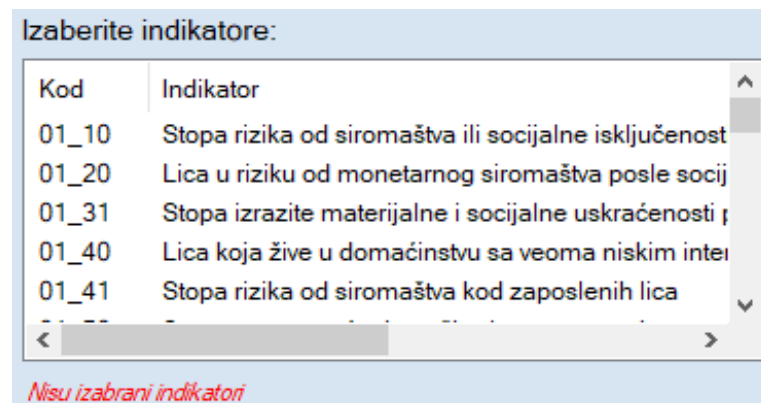 Izaberite indikatore:
Kod Indikator
01_10 Stopa rizika od siromaštva ili socijalne isključenost
01_20 Lica u riziku od monetarnog siromaštva posle socij
01_31 Stopa izrazite materijalne i socijalne uskraćenosti
01_40 Lica koja žive u domaćinstvu sa veoma niskim inter
01_41 Stopa rizika od siromaštva kod zaposlenih lica
Nisu izabrani indikatori